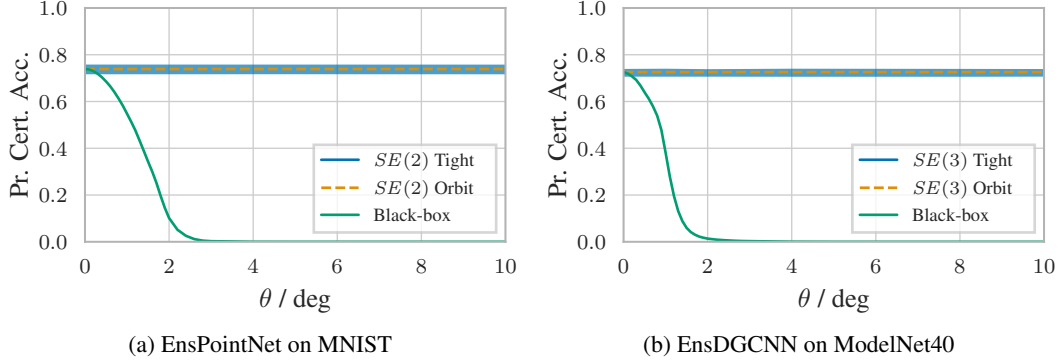 1.0
0.8
0.6
0.4
0.2
0.0
Pr. Cert. Acc.
SE(2) Tight
SE(2) Orbit
Black-box
0 2 4 6 8 10
θ / deg
(a) EnsPointNet on MNIST
1.0
0.8
0.6
0.4
0.2
0.0
Pr. Cert. Acc.
SE(3) Tight
SE(3) Orbit
Black-box
0 2 4 6 8 10
θ / deg
(b) EnsDGCNN on ModelNet40